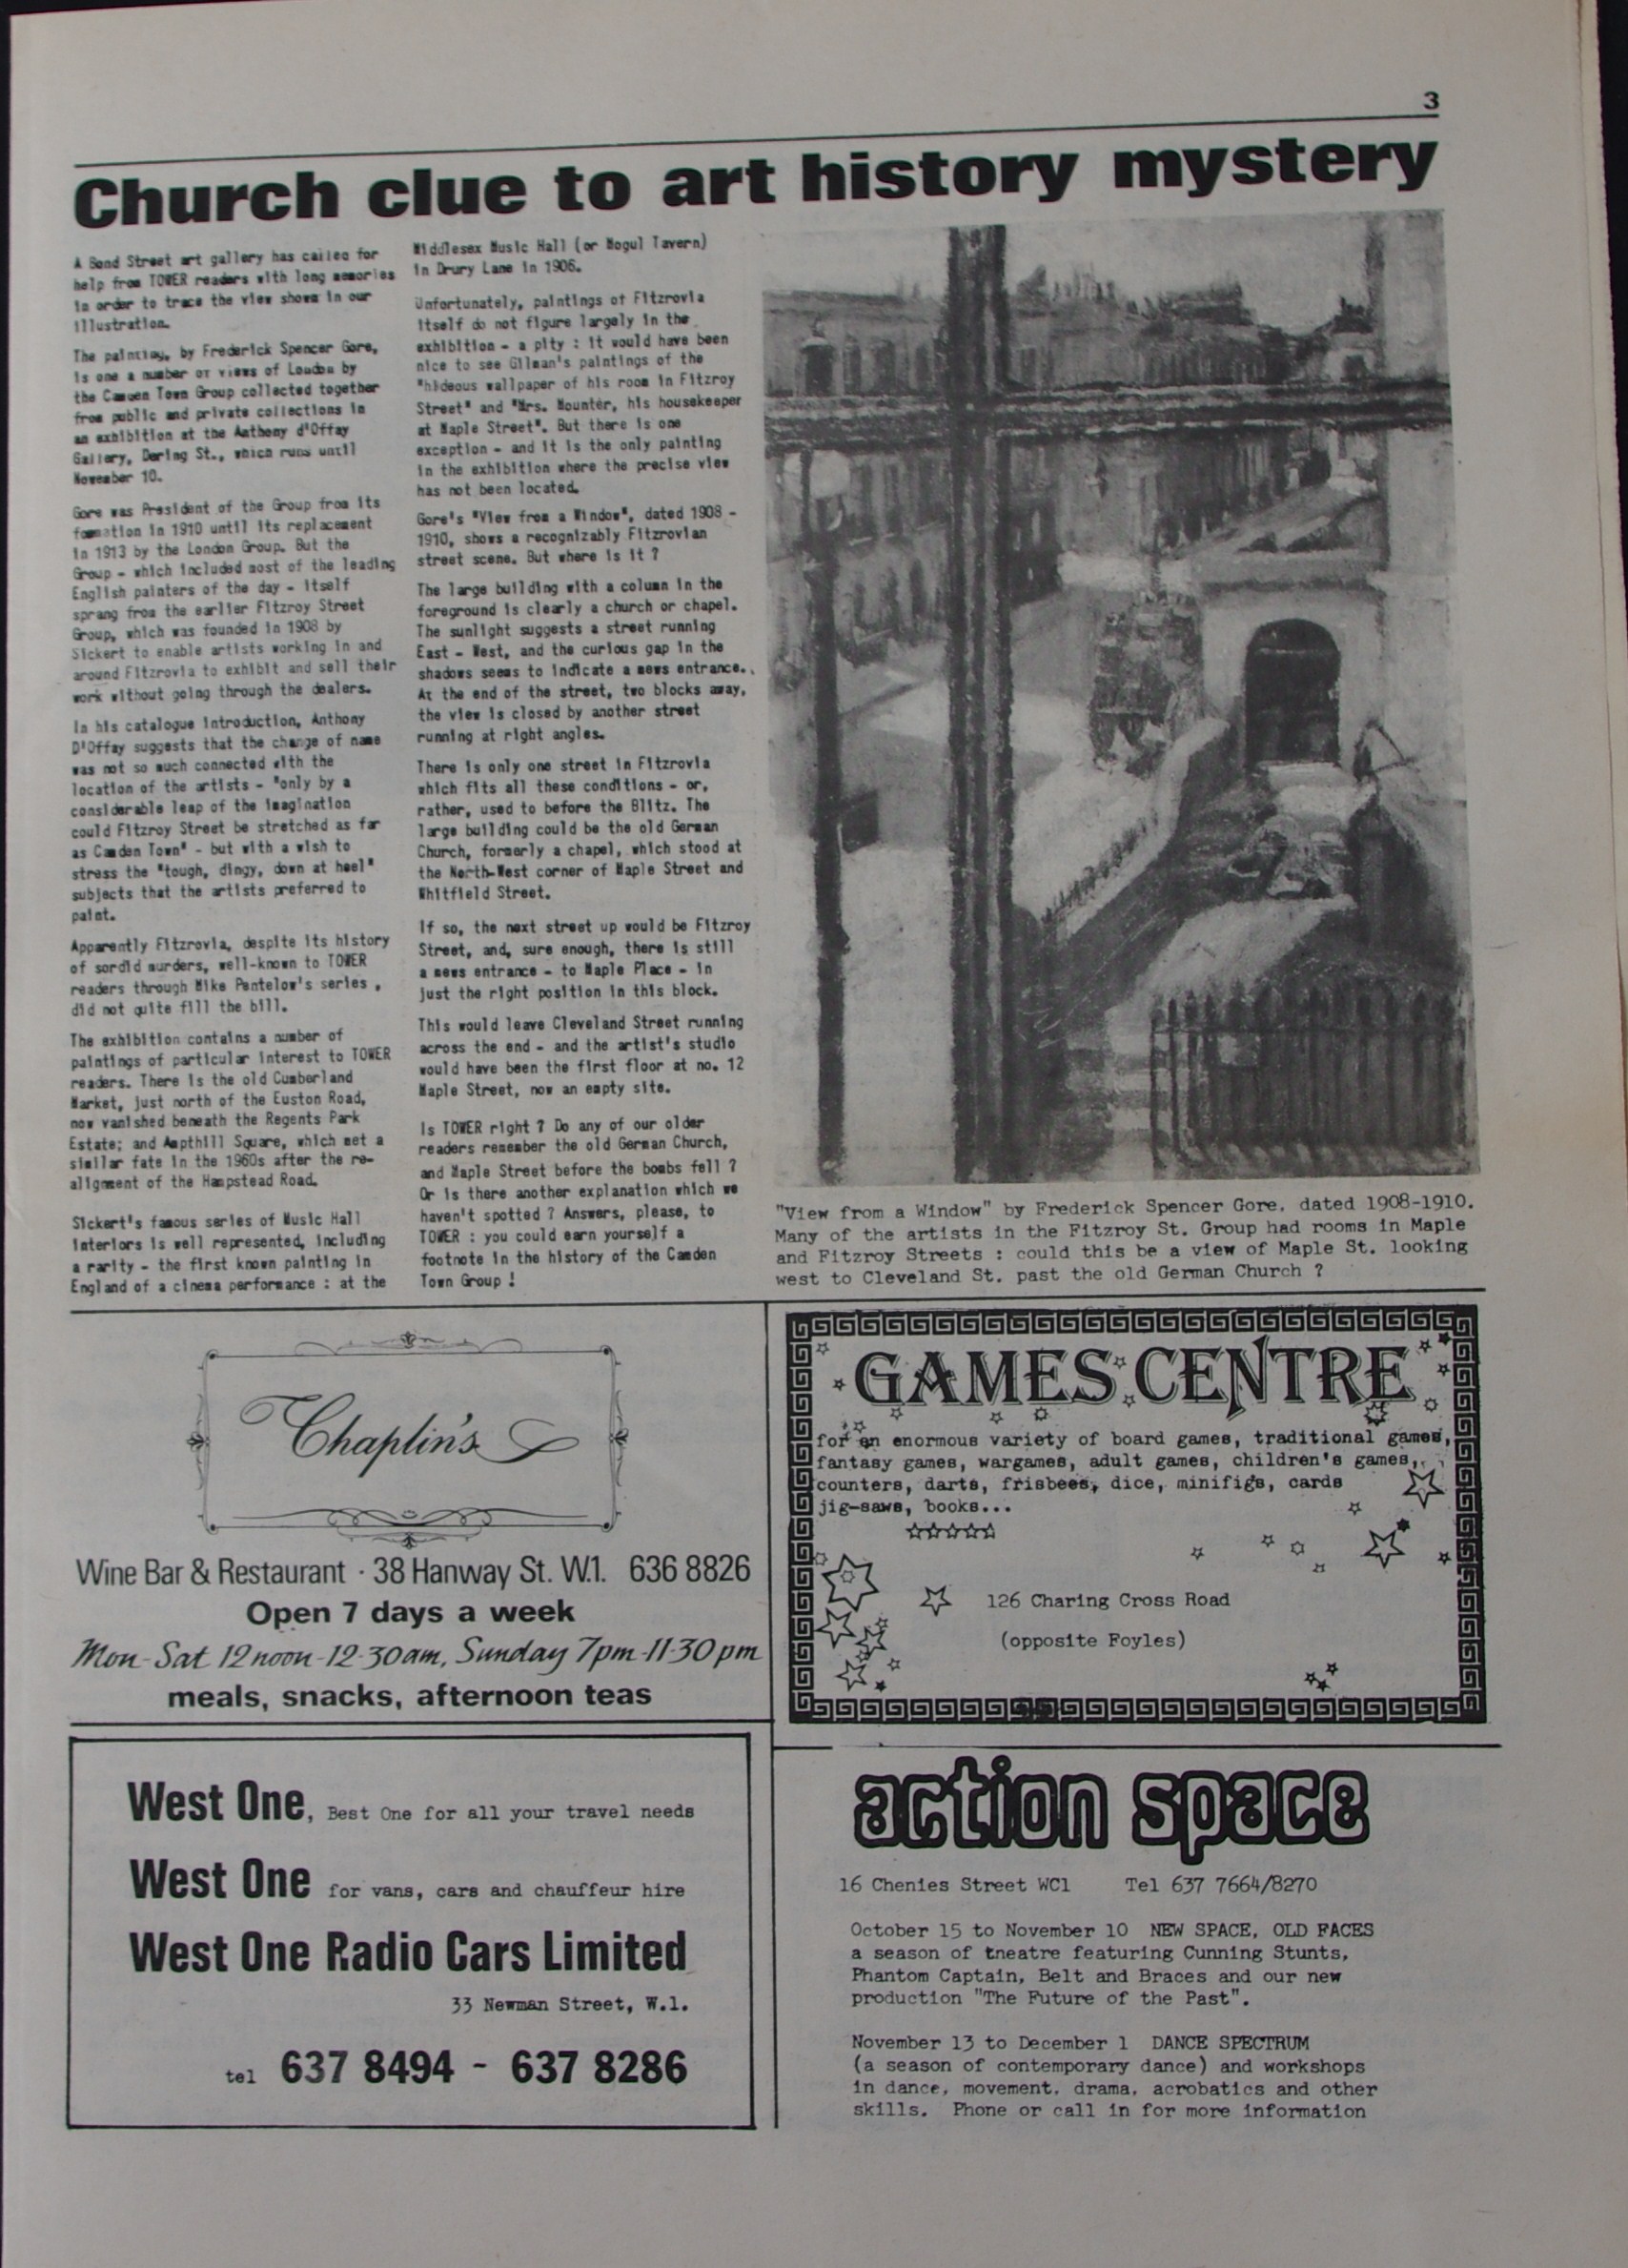 3
Church clue to art history mystery
A Bond Street art gallery has called for
help from TOWER readers with long memories
in order to trace the view shown in our
illustration.
The painting, by Frederick Spencer Gore,
is one a number of views of London by
the Camden Town Group collected together
from public and private collections in
an exhibition at the Anthony d'Offay
Gallery, Dering St., which runs until
November 10.
Gore was President of the Group from its
formation in 1910 until its replacement
in 1913 by the London Group. But the
Group - which included most of the leading
English painters of the day - itself
sprang from the earlier Fitzroy Street
Group, which was founded in 1908 by
Sickert to enable artists working in and
around Fitzrovia to exhibit and sell their
work without going through the dealers.
In his catalogue introduction, Anthony
D'Offay suggests that the change of name
was not so much connected with the
location of the artists - "only by a
considerable leap of the imagination
could Fitzroy Street be stretched as far
as Camden Town" - but with a wish to
stress the "tough, dingy, down at heel"
subjects that the artists preferred to
paint.
Apparently Fitzrovia, despite its history
of sordid murders, well-known to TOWER
readers through Mike Pentelow's series ,
did not quite fill the bill.
The exhibition contains a number of
paintings of particular interest to TOWER
readers. There is the old Cumberland
Market, just north of the Euston Road,
now vanished beneath the Regents Park
Estate; and Ampthill Square, which met a
similar fate in the 1960s after the re-
alignment of the Hampstead Road.
Sickert's famous series of Music Hall
interiors is well represented, including
a rarity - the first known painting in
England of a cinema performance : at the
Middlesex Music Hall (or Mogul Tavern)
in Drury Lane in 1906.
Unfortunately, paintings of Fitzrovia
itself do not figure largely in the
exhibition - a pity : it would have been
nice to see Gilman's paintings of the
"hideous wallpaper of his room in Fitzroy
Street" and "Mrs. Mounter, his housekeeper
at Maple Street". But there is one
exception - and it is the only painting
in the exhibition where the precise view
has not been located.
Gore's "View from a Window", dated 1908 -
1910, shows a recognizably Fitzrovian
street scene. But where is it ?
The large building with a column in the
foreground is clearly a church or chapel.
The sunlight suggests a street running
East - West, and the curious gap in the
shadows seems to indicate a mews entrance.
At the end of the street, two blocks away,
the view is closed by another street
running at right angles.
There is only one street in Fitzrovia
which fits all these conditions - or,
rather, used to before the Blitz. The
large building could be the old German
Church, formerly a chapel, which stood at
the North-West corner of Maple Street and
Whitfield Street.
If so, the next street up would be Fitzroy
Street, and, sure enough, there is still
a mews entrance - to Maple Place - in
just the right position in this block.
This would leave Cleveland Street running
across the end - and the artist's studio
would have been the first floor at no. 12
Maple Street, now an empty site.
Is TOWER right ? Do any of our older
readers remember the old German Church,
and Maple Street before the bombs fell ?
Or is there another explanation which we
haven't spotted ? Answers, please, to
TOWER : you could earn yourself a
footnote in the history of the Camden
Town Group !
"View from a Window" by Frederick Spencer Gore, dated 1908-1910.
Many of the artists in the Fitzroy St. Group had rooms in Maple
and Fitzroy Streets : could this be a view of Maple St. looking
west to Cleveland St. past the old German Church ?
Chaplin's
Wine Bar & Restaurant · 38 Hanway St. W.1. 636 8826
Open 7 days a week
Mon-Sat 12 noon-12-30am, Sunday 7pm-11-30pm
meals, snacks, afternoon teas
GAMES CENTRE
for an enormous variety of board games, traditional games,
fantasy games, wargames, adult games, children's games,
counters, darts, frisbees, dice, minifigs, cards
jig-saws, books...
126 Charing Cross Road
(opposite Foyles)
West One, Best One for all your travel needs
West One for vans, cars and chauffeur hire
West One Radio Cars Limited
33 Newman Street, W.1.
tel 637 8494 - 637 8286
action space
16 Chenies Street WC1 Tel 637 7664/8270
October 15 to November 10 NEW SPACE, OLD FACES
a season of theatre featuring Cunning Stunts,
Phantom Captain, Belt and Braces and our new
production "The Future of the Past".
November 13 to December 1 DANCE SPECTRUM
(a season of contemporary dance) and workshops
in dance, movement, drama, acrobatics and other
skills. Phone or call in for more information